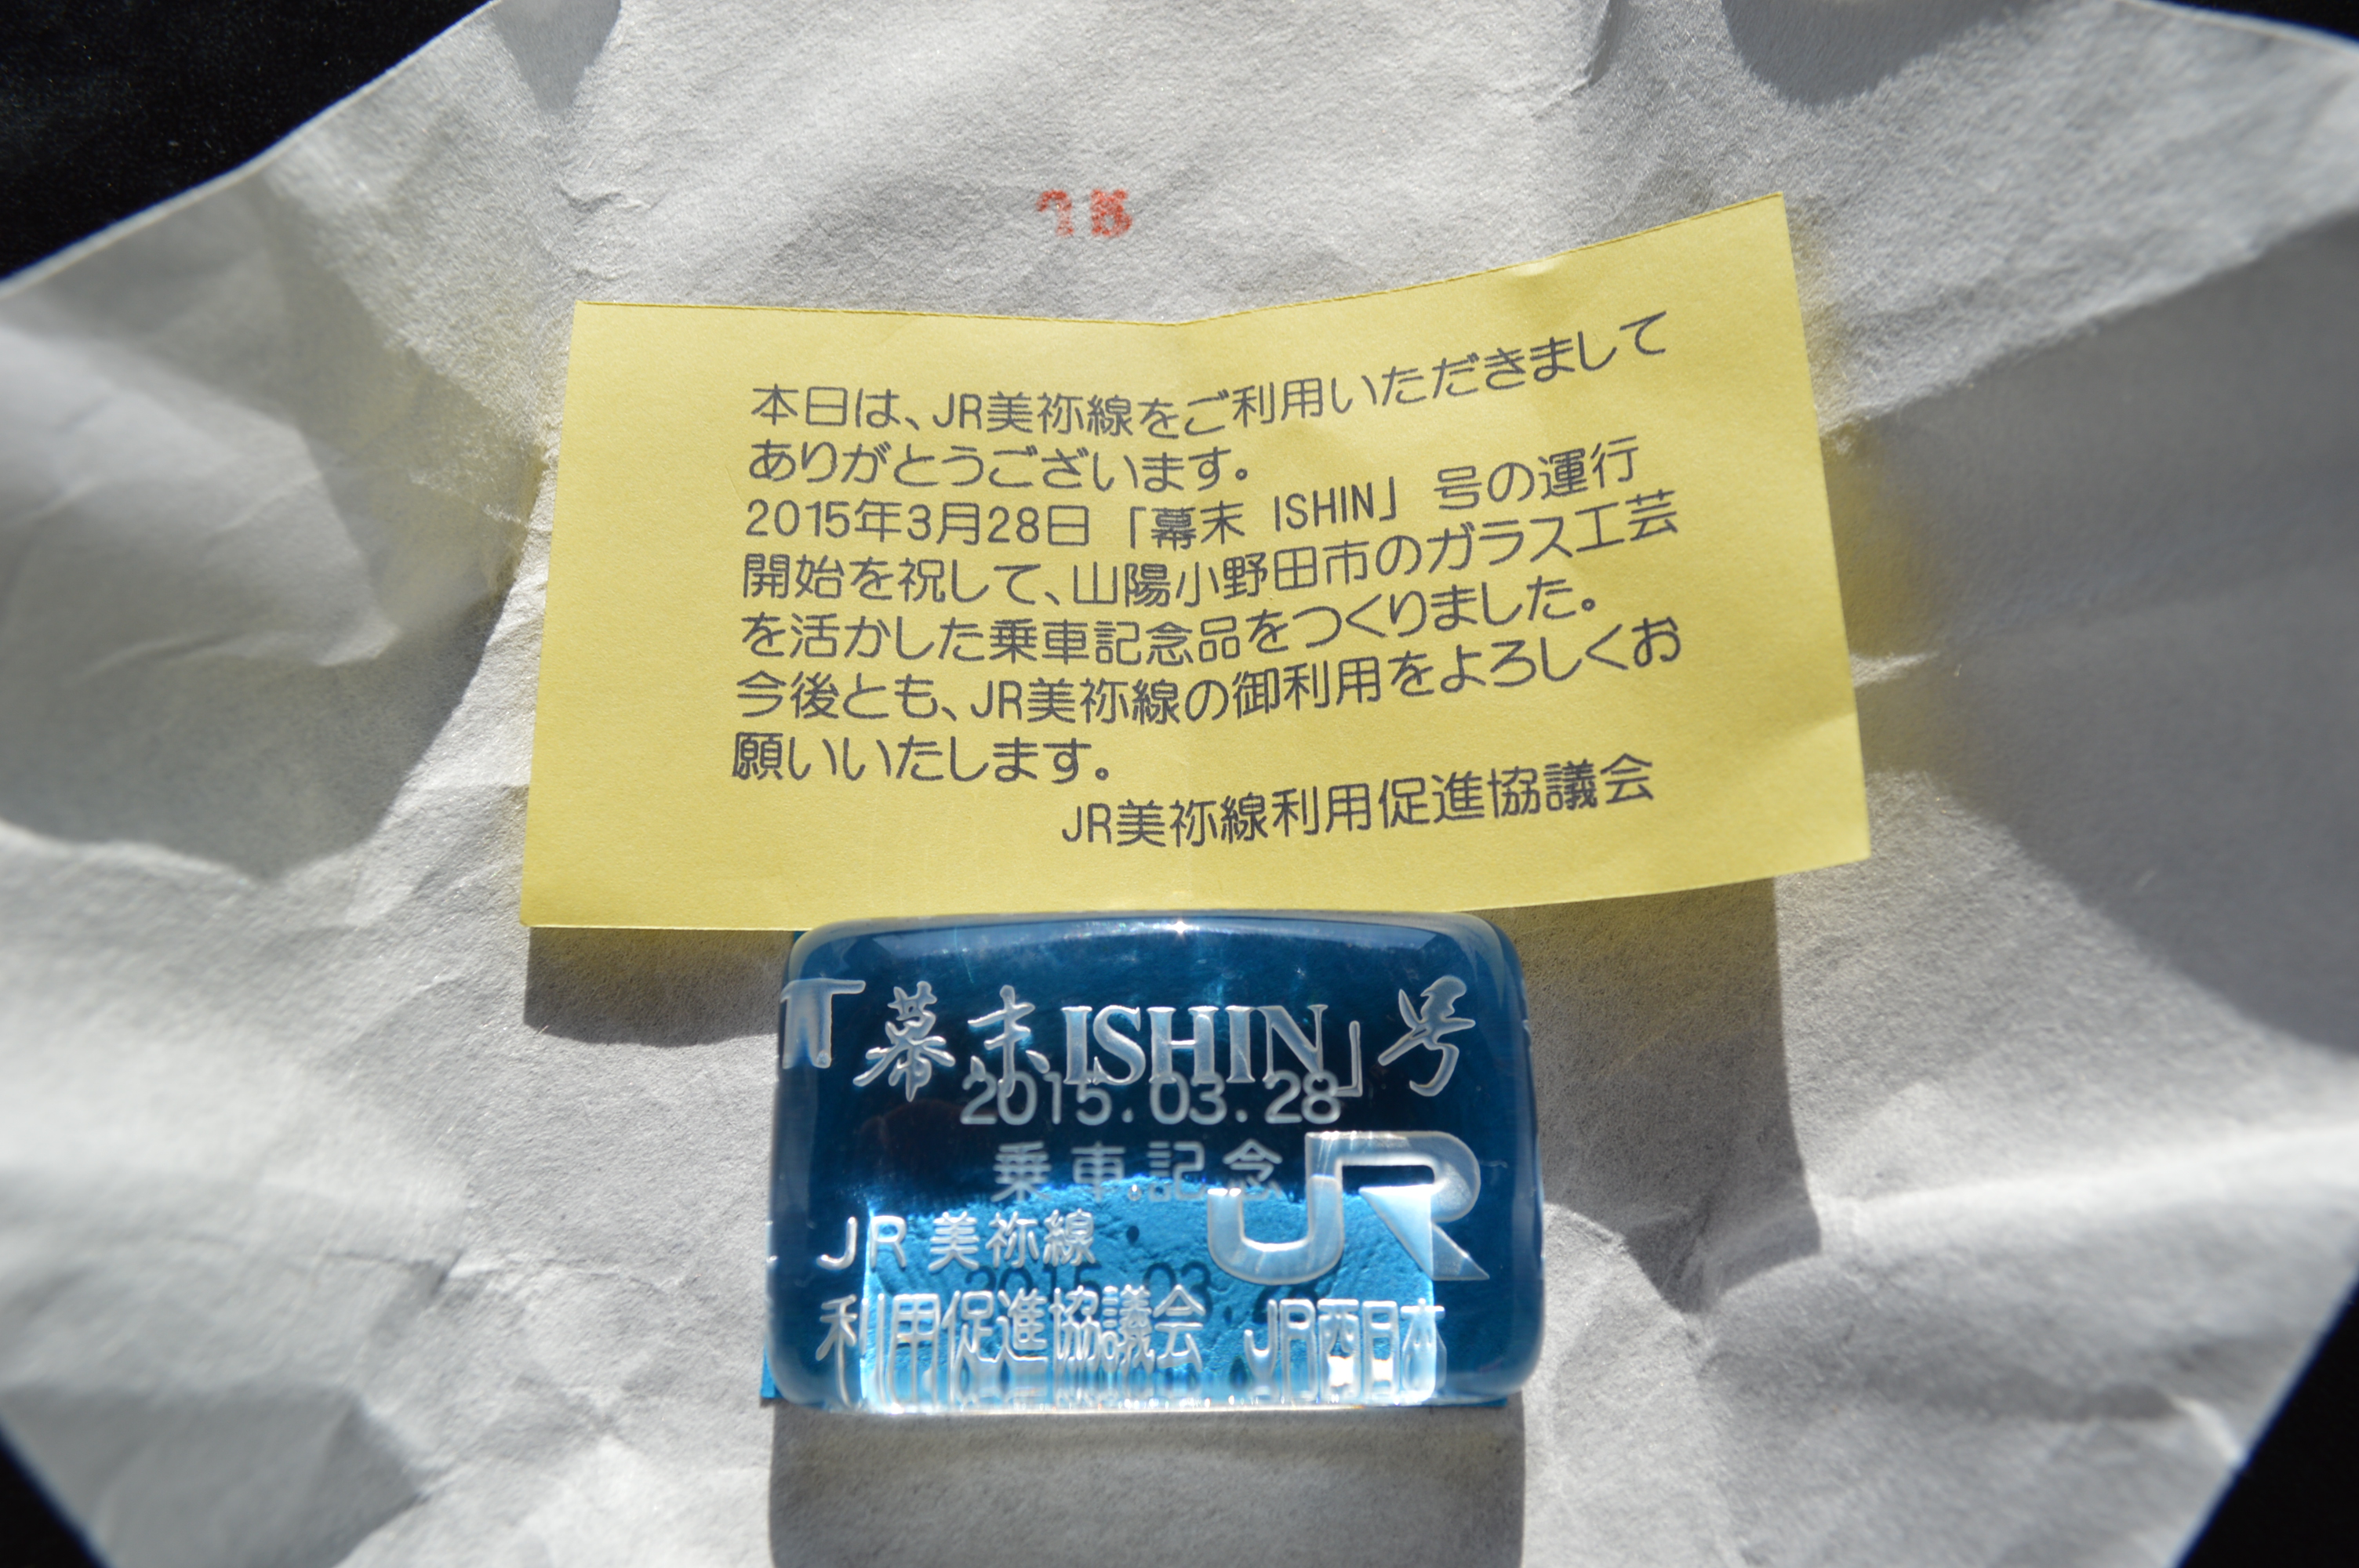 15
本日は、JR美祢線をご利用いただきまして
ありがとうございます。
2015年3月28日「幕末 ISHIN」 号の運行
開始を祝して、山陽小野田市のガラス工芸
を活かした乗車記念品をつくりました。
今後とも、JR美祢線の御利用をよろしくお
願いいたします。
JR美祢線利用促進協議会
「幕末ISHIN」号
2015.03.28
乗車記念
JR
JR美祢線
利用促進協議会 JR西日本